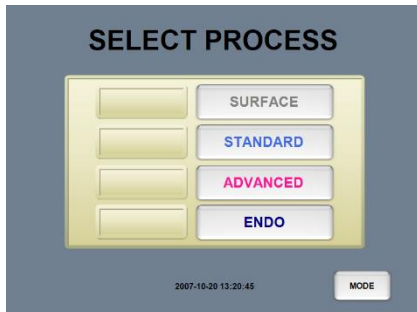 SELECT PROCESS
SURFACE
STANDARD
ADVANCED
ENDO
2007-10-20 13:20:45
MODE